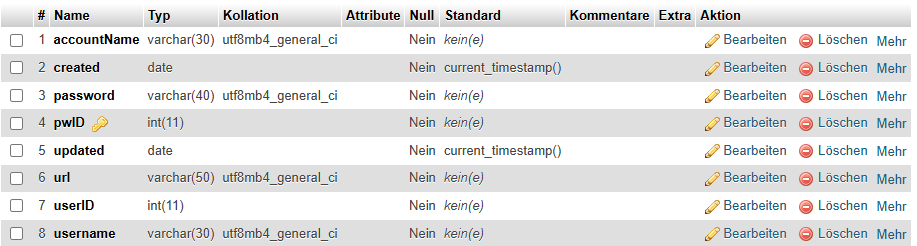 # Name Typ Kollation Attribute Null Standard Kommentare Extra Aktion
1 accountName varchar(30) utf8mb4_general_ci Nein kein(e) Bearbeiten Löschen Mehr
2 created date Nein current_timestamp() Bearbeiten Löschen Mehr
3 password varchar(40) utf8mb4_general_ci Nein kein(e) Bearbeiten Löschen Mehr
4 pwID int(11) Nein kein(e) Bearbeiten Löschen Mehr
5 updated date Nein current_timestamp() Bearbeiten Löschen Mehr
6 url varchar(50) utf8mb4_general_ci Nein kein(e) Bearbeiten Löschen Mehr
7 userID int(11) Nein kein(e) Bearbeiten Löschen Mehr
8 username varchar(30) utf8mb4_general_ci Nein kein(e) Bearbeiten Löschen Mehr